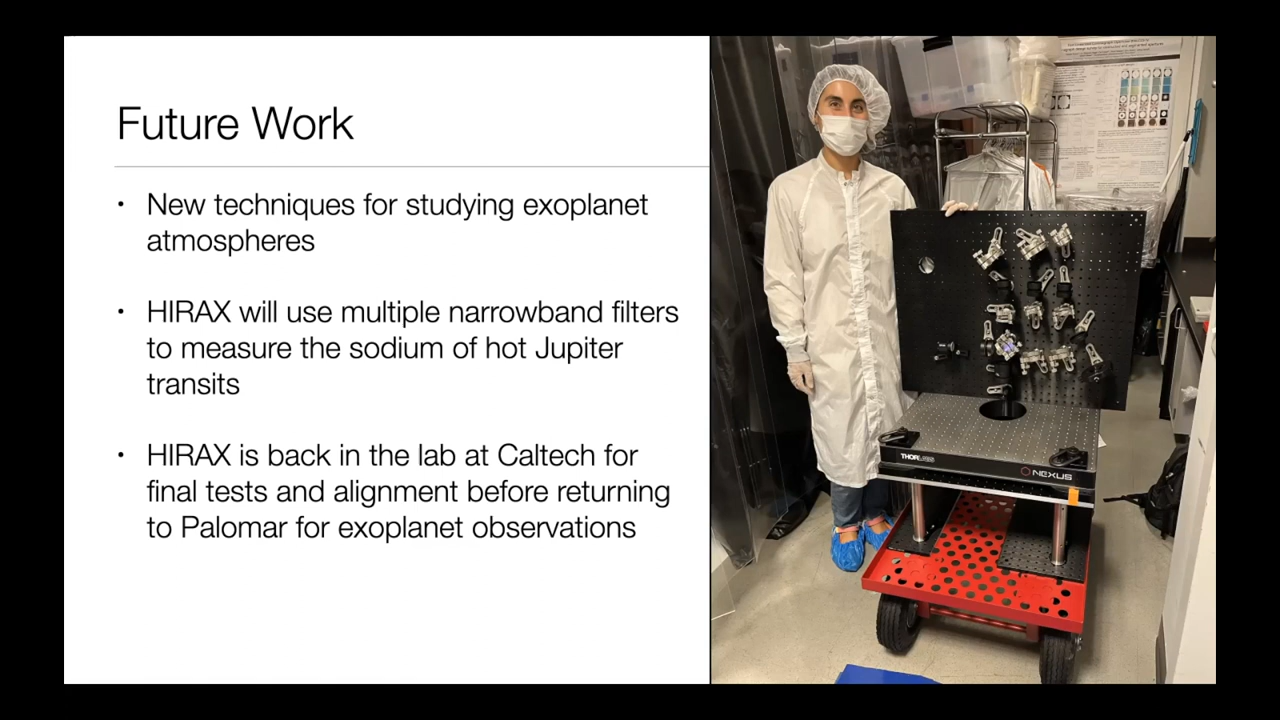 Future Work
• New techniques for studying exoplanet
atmospheres
• HIRAX will use multiple narrowband filters
to measure the sodium of hot Jupiter
transits
• HIRAX is back in the lab at Caltech for
final tests and alignment before returning
to Palomar for exoplanet observations
THORLABS
NEXUS